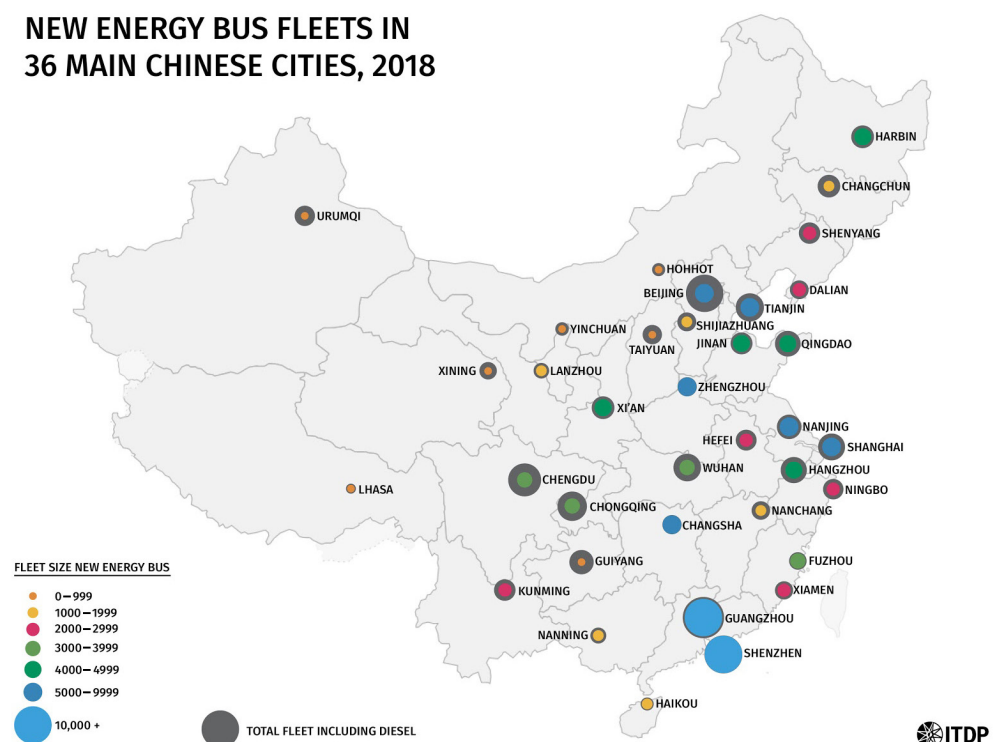 NEW ENERGY BUS FLEETS IN
36 MAIN CHINESE CITIES, 2018
HARBIN
CHANGCHUN
URUMQI
SHENYANG
HOHHOT
BEIJING
DALIAN
TIANJIN
SHIJIAZHUANG
YINCHUAN
TAIYUAN
JINAN
QINGDAO
XINING
LANZHOU
ZHENGZHOU
XI'AN
NANJING
HEFEI
SHANGHAI
WUHAN
HANGZHOU
CHENGDU
LHASA
NINGBO
CHONGQING
NANCHANG
CHANGSHA
GUIYANG
FUZHOU
KUNMING
XIAMEN
GUANGZHOU
NANNING
SHENZHEN
HAIKOU
FLEET SIZE NEW ENERGY BUS
0–999
1000–1999
2000–2999
3000–3999
4000–4999
5000–9999
10,000 +
TOTAL FLEET INCLUDING DIESEL
ITDP